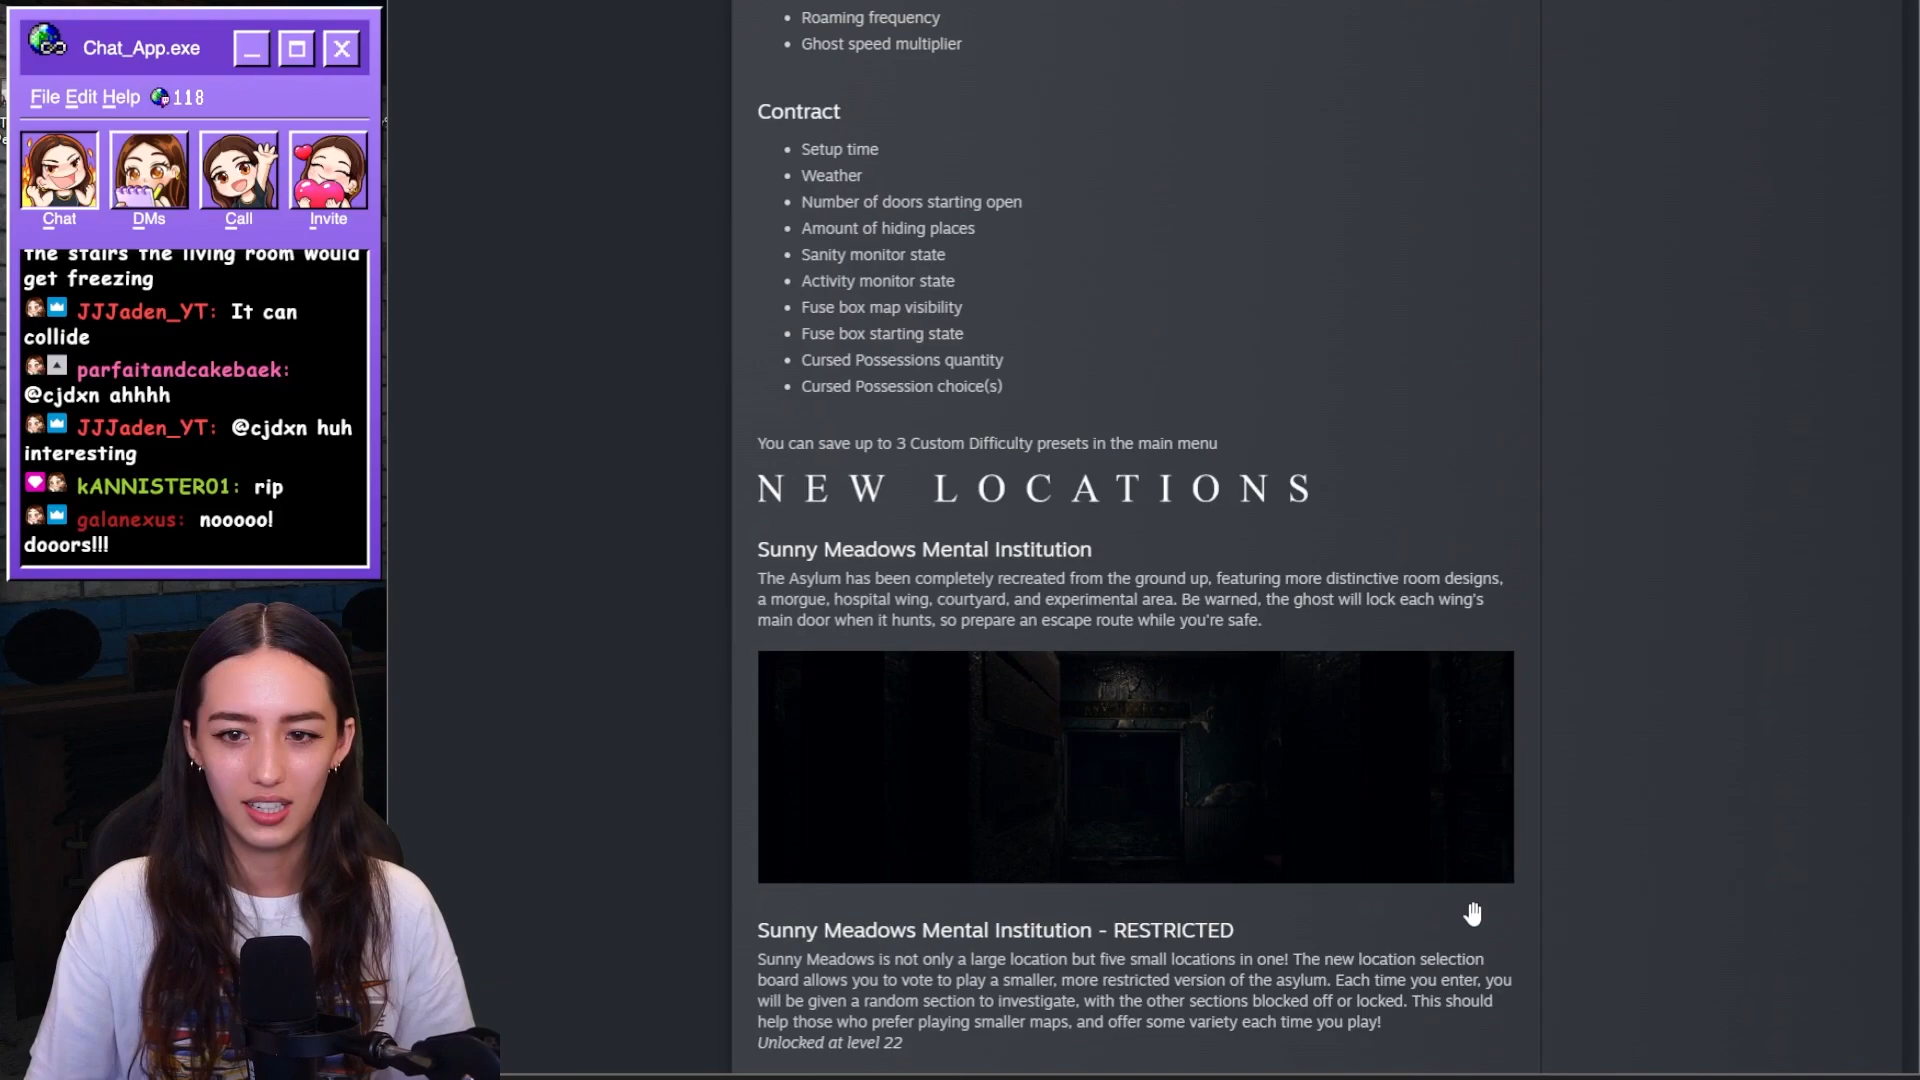 Chat_App.exe
File Edit Help 118
Chat
DMs
Call
Invite
the stairs the living room would
get freezing
JJJaden_YT: It can
collide
parfaitandcakebaek:
@cjdxn ahhhh
JJJaden_YT: @cjdxn huh
interesting
kANNISTER01: rip
galanexus: nooooo!
dooors!!!
Roaming frequency
Ghost speed multiplier
Contract
Setup time
Weather
Number of doors starting open
Amount of hiding places
Sanity monitor state
Activity monitor state
Fuse box map visibility
Fuse box starting state
Cursed Possessions quantity
Cursed Possession choice(s)
You can save up to 3 Custom Difficulty presets in the main menu
NEW LOCATIONS
Sunny Meadows Mental Institution
The Asylum has been completely recreated from the ground up, featuring more distinctive room designs,
a morgue, hospital wing, courtyard, and experimental area. Be warned, the ghost will lock each wing's
main door when it hunts, so prepare an escape route while you're safe.
Sunny Meadows Mental Institution - RESTRICTED
Sunny Meadows is not only a large location but five small locations in one! The new location selection
board allows you to vote to play a smaller, more restricted version of the asylum. Each time you enter, you
will be given a random section to investigate, with the other sections blocked off or locked. This should
help those who prefer playing smaller maps, and offer some variety each time you play!
Unlocked at level 22